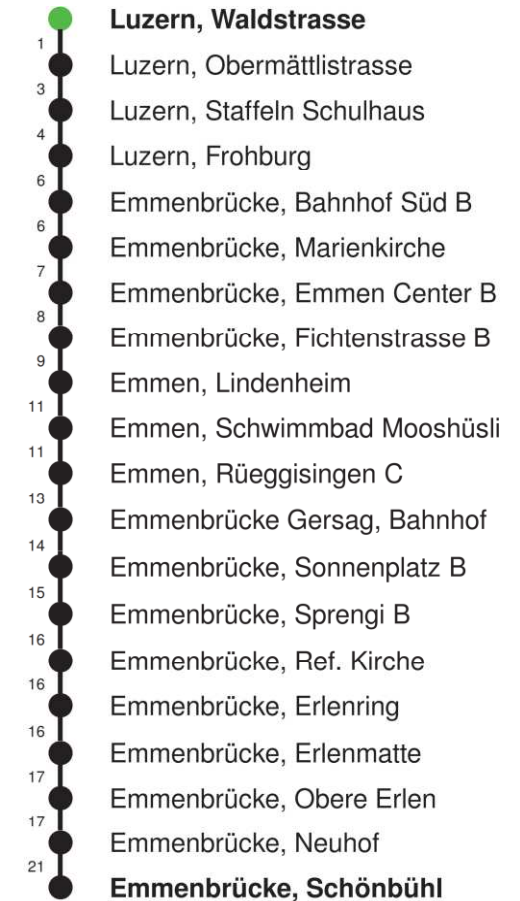 Luzern, Waldstrasse
1
Luzern, Obermättlistrasse
3
Luzern, Staffeln Schulhaus
4
Luzern, Frohburg
6
Emmenbrücke, Bahnhof Süd B
6
Emmenbrücke, Marienkirche
7
Emmenbrücke, Emmen Center B
8
Emmenbrücke, Fichtenstrasse B
9
Emmen, Lindenheim
11
Emmen, Schwimmbad Mooshüsli
11
Emmen, Rüeggisingen C
13
Emmenbrücke Gersag, Bahnhof
14
Emmenbrücke, Sonnenplatz B
15
Emmenbrücke, Sprengi B
16
Emmenbrücke, Ref. Kirche
16
Emmenbrücke, Erlenring
16
Emmenbrücke, Erlenmatte
17
Emmenbrücke, Obere Erlen
17
Emmenbrücke, Neuhof
21
Emmenbrücke, Schönbühl